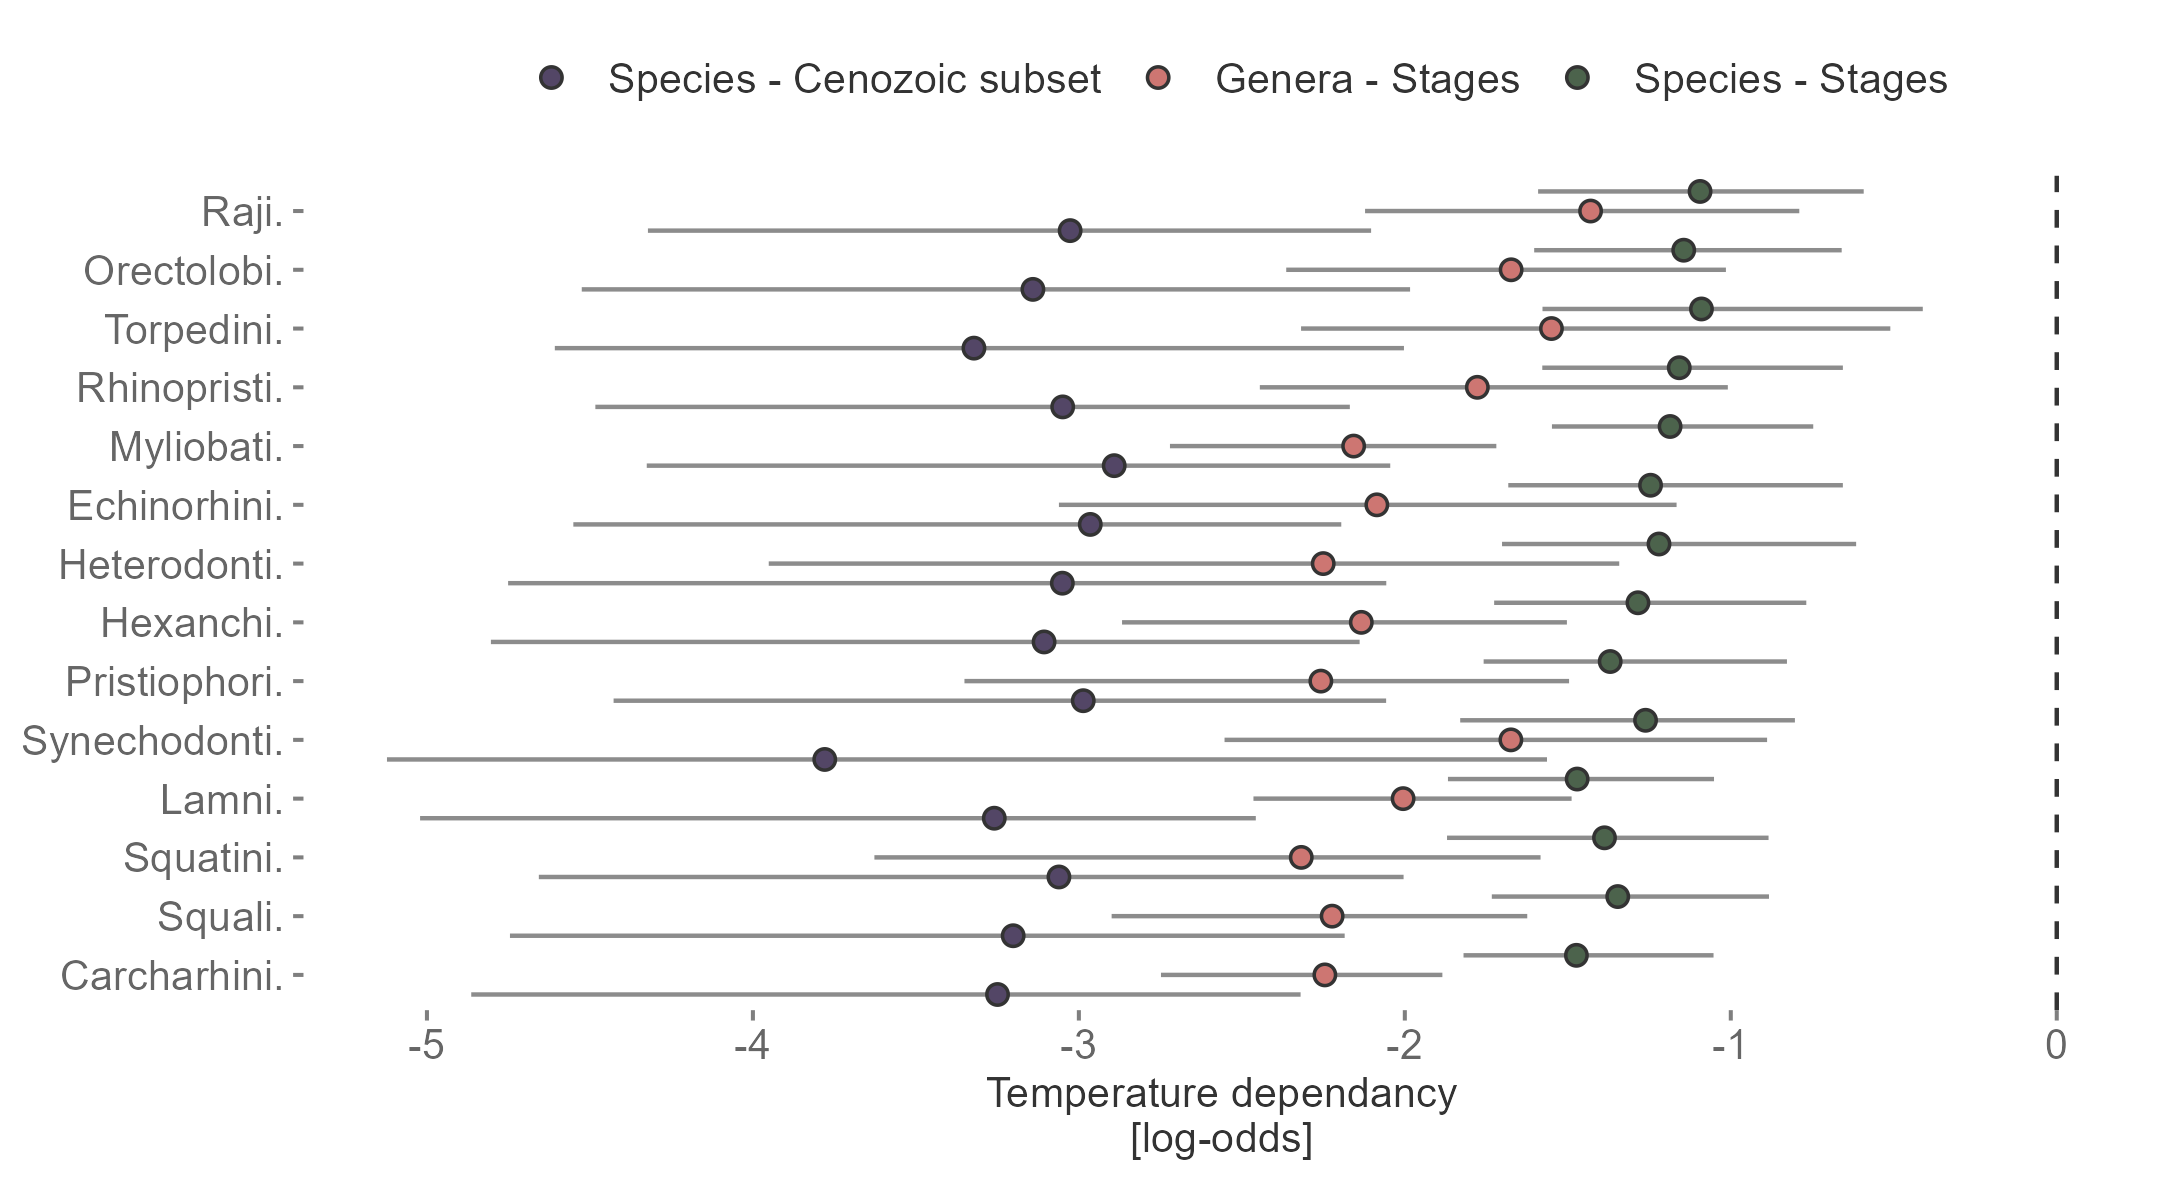 Species - Cenozoic subset Genera - Stages Species - Stages
Raji.
Orectolobi.
Torpedini.
Rhinopristi.
Myliobati.
Echinorhini.
Heterodonti.
Hexanchi.
Pristiophori.
Synechodonti.
Lamni.
Squatini.
Squali.
Carcharhini.
-5 -4 -3 -2 -1 0
Temperature dependancy
[log-odds]